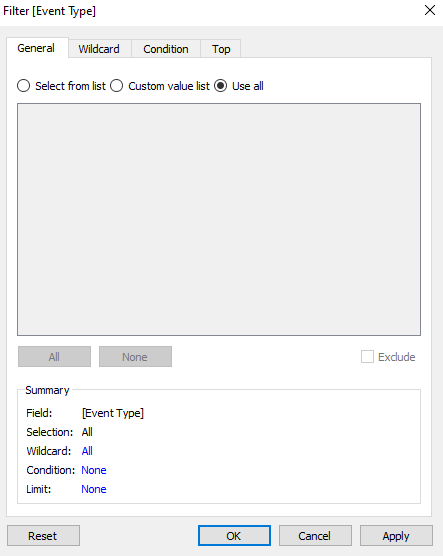 Filter [Event Type]
General Wildcard Condition Top
Select from list Custom value list Use all
All None Exclude
Summary
Field: [Event Type]
Selection: All
Wildcard: All
Condition: None
Limit: None
Reset OK Cancel Apply